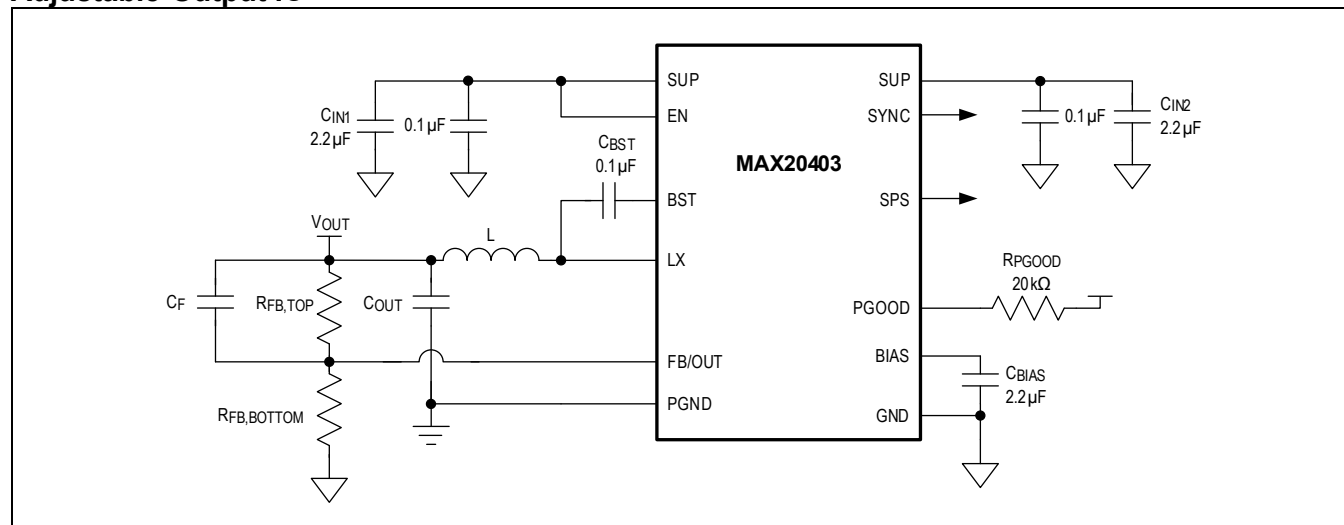 SUP
EN
BST
LX
FB/OUT
PGND
MAX20403
SUP
SYNC
SPS
PGOOD
BIAS
GND
CIN1
2.2µF
0.1µF
CBST
0.1µF
VOUT
L
CF
RFB,TOP
COUT
RFB,BOTTOM
0.1µF
CIN2
2.2µF
RPGOOD
20kΩ
CBIAS
2.2µF